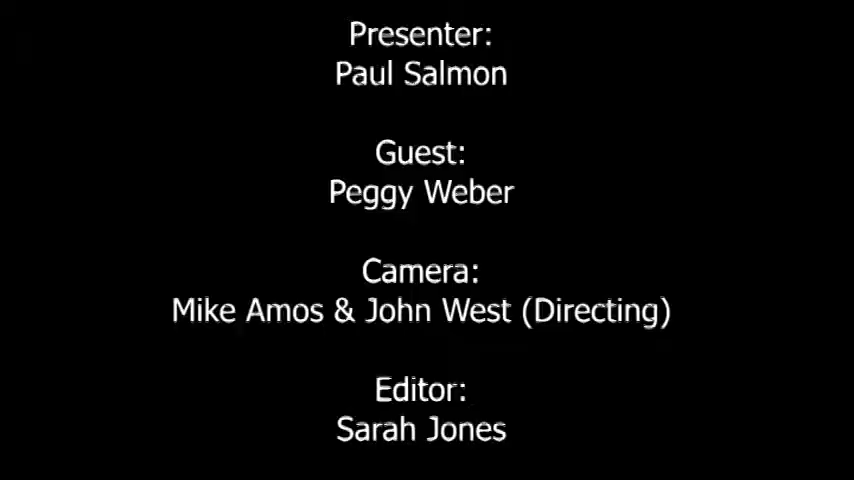 Presenter:
Paul Salmon
Guest:
Peggy Weber
Camera:
Mike Amos & John West (Directing)
Editor:
Sarah Jones